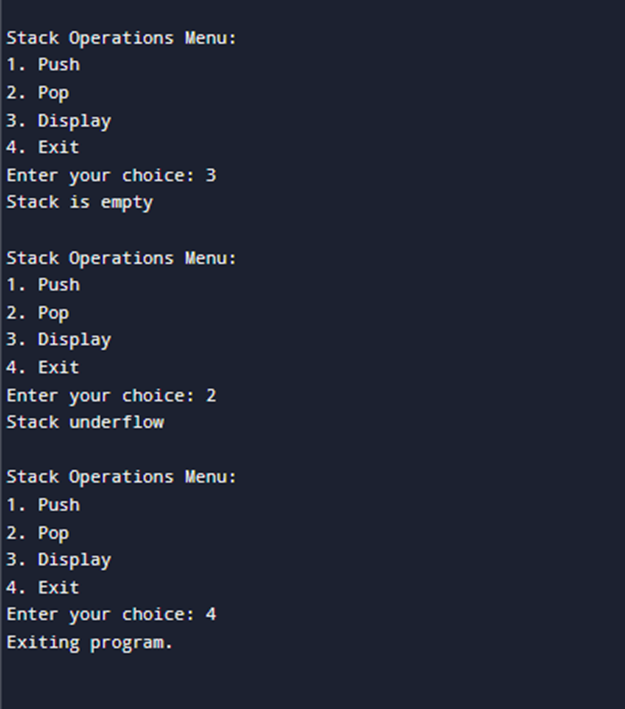 Stack Operations Menu:
1. Push
2. Pop
3. Display
4. Exit
Enter your choice: 3
Stack is empty
Stack Operations Menu:
1. Push
2. Pop
3. Display
4. Exit
Enter your choice: 2
Stack underflow
Stack Operations Menu:
1. Push
2. Pop
3. Display
4. Exit
Enter your choice: 4
Exiting program.